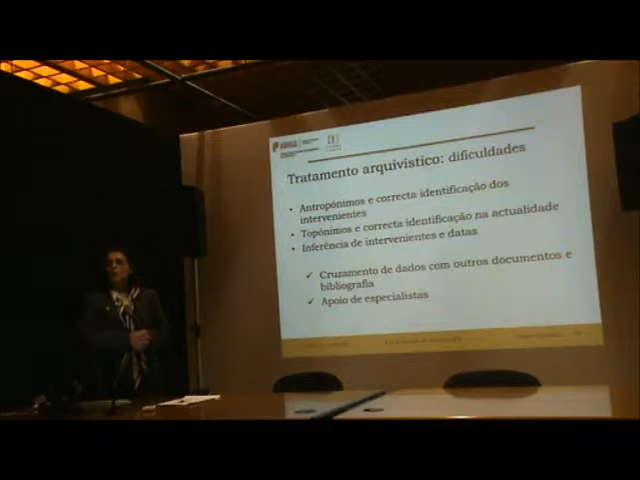 Tratamento arquivístico: dificuldades
• Antropónimos e correcta identificação dos
intervenientes
• Topónimos e correcta identificação na actualidade
• Inferência de intervenientes e datas
✓ Cruzamento de dados com outros documentos e
bibliografia
✓ Apoio de especialistas